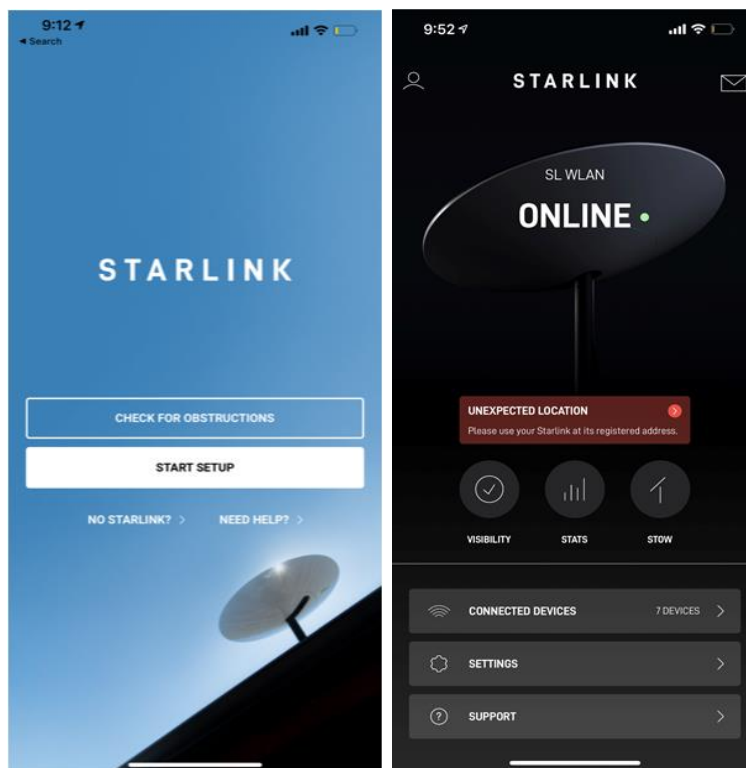 9:12
◄ Search
STARLINK
CHECK FOR OBSTRUCTIONS
START SETUP
NO STARLINK? >
NEED HELP? >
9:52
STARLINK
SL WLAN
ONLINE
UNEXPECTED LOCATION
Please use your Starlink at its registered address.
VISIBILITY
STATS
STOW
CONNECTED DEVICES
7 DEVICES >
SETTINGS >
SUPPORT >